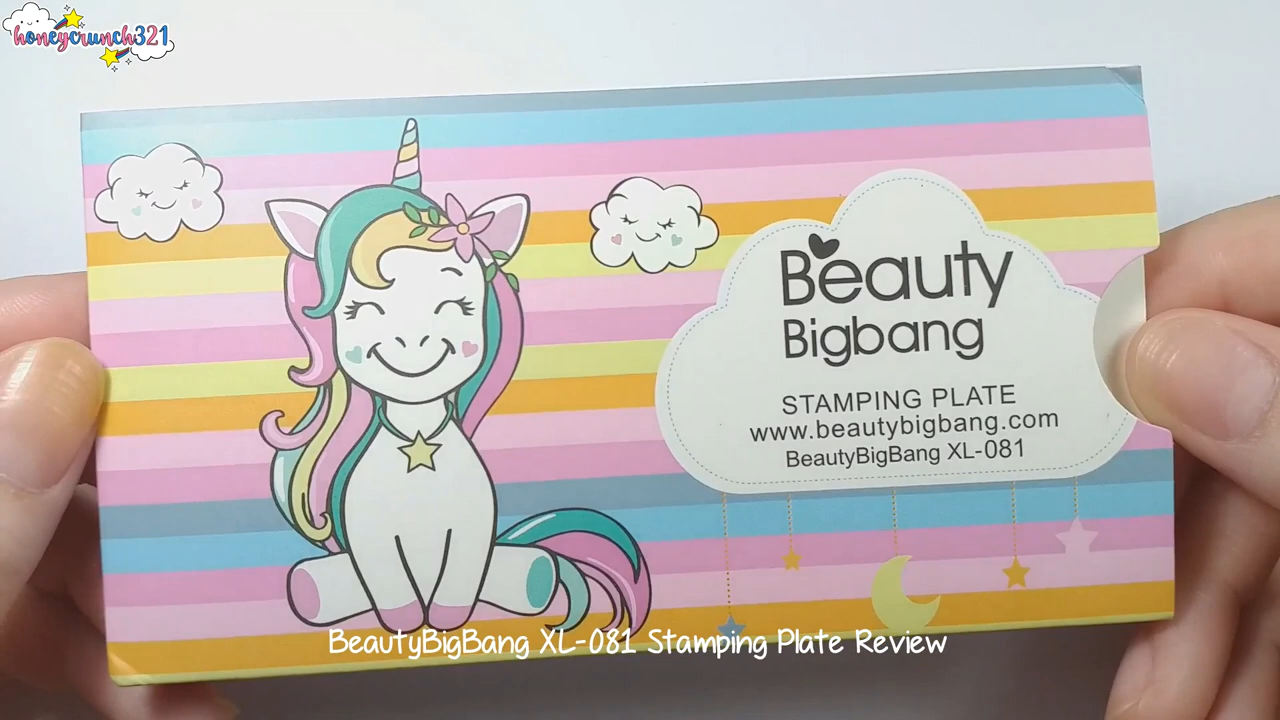 honeycrunch321
Beauty
Bigbang
STAMPING PLATE
www.beautybigbang.com
BeautyBigBang XL-081
BeautyBigBang XL-081 Stamping Plate Review